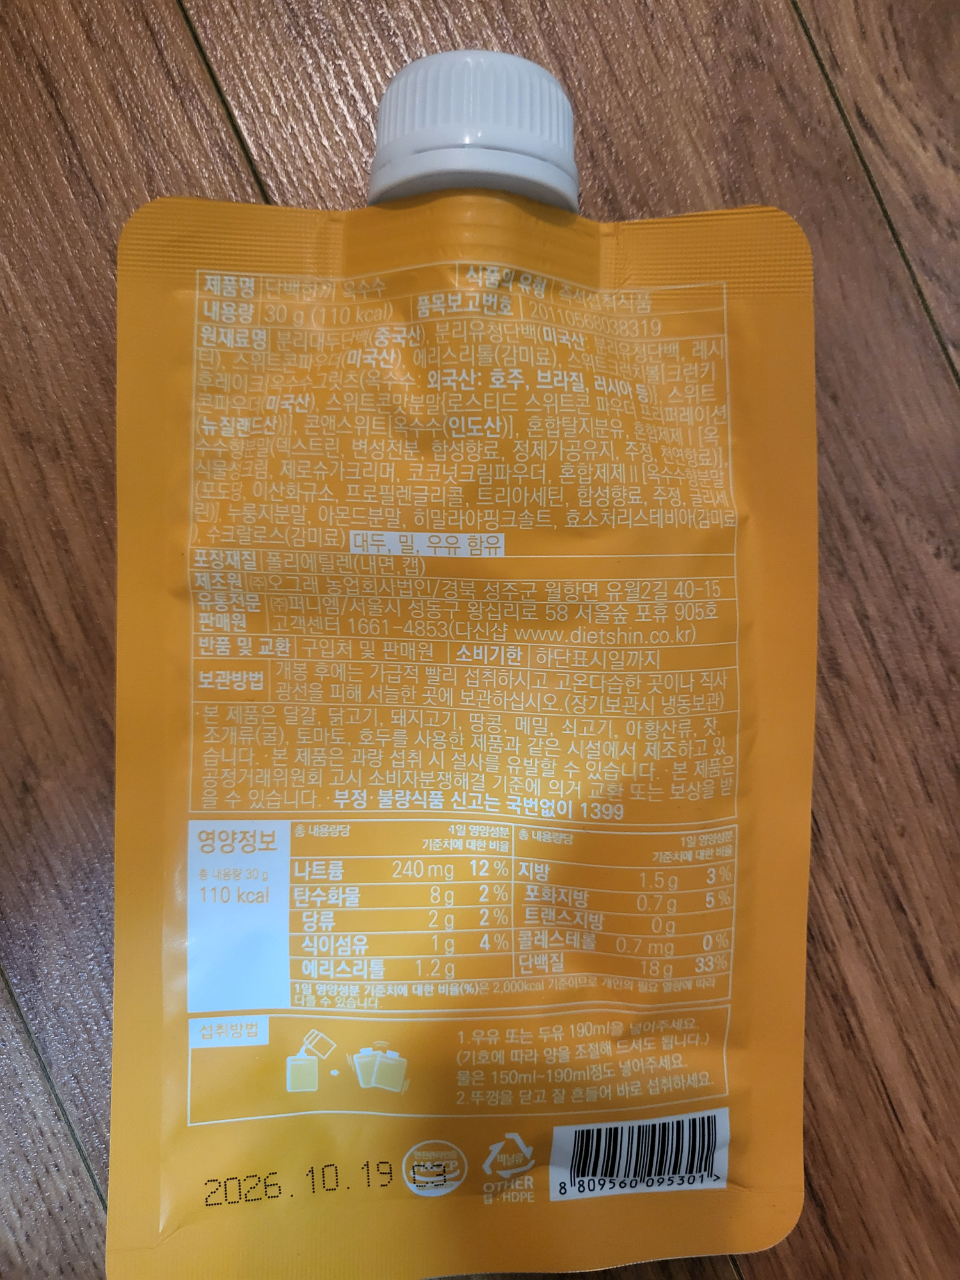 제품명 단백한끼 옥수수 식품의 유형 즉석섭취식품
내용량 30 g (110 kcal) 품목보고번호 20110568038319
원재료명 분리대두단백(중국산), 분리유청단백(미국산, 분리유청단백, 레시
틴), 스위트콘파우더(미국산), 에리스리톨(감미료), 스위트크런치볼[크럼키
후레이크{옥수수그릿츠(옥수수: 외국산: 호주, 브라질, 러시아 등)}, 스위트
콘파우더(미국산), 스위트콘맛분말{로스티드 스위트콘 파우더 프리퍼레이션
(뉴질랜드산)}], 콘앤스위트[옥수수(인도산)], 혼합탈지분유, 혼합제제 I [옥
수수향분말(덱스트린, 변성전분, 합성향료, 정제가공유지, 주정, 천연향료)],
식물성크림, 제로슈가크리머, 코코넛크림파우더, 혼합제제 II [옥수수향분말
(포도당, 이산화규소, 프로필렌글리콜, 트리아세틴, 합성향료, 주정, 글리세
린)], 누룽지분말, 아몬드분말, 히말라야핑크솔트, 효소처리스테비아(감미료
), 수크랄로스(감미료) 대두, 밀, 우유 함유
포장재질 폴리에틸렌(내면,캡)
제조원 ㈜오그래 농업회사법인/경북 성주군 월항면 유월2길 40-15
유통전문 ㈜퍼니엠/서울시 성동구 왕십리로 58 서울숲 포휴 905호
판매원 고객센터 1661-4853(다신샵 www.dietshin.co.kr)
반품 및 교환 구입처 및 판매원 소비기한 하단표시일까지
보관방법 개봉 후에는 가급적 빨리 섭취하시고 고온다습한 곳이나 직사
광선을 피해 서늘한 곳에 보관하십시오.(장기보관시 냉동보관)
·본 제품은 달걀, 닭고기, 돼지고기, 땅콩, 메밀, 쇠고기, 아황산류, 잣,
조개류(굴), 토마토, 호두를 사용한 제품과 같은 시설에서 제조하고 있
습니다. ·본 제품은 과량 섭취 시 설사를 유발할 수 있습니다. ·본 제품은
공정거래위원회 고시 소비자분쟁해결 기준에 의거 교환 또는 보상을 받
을 수 있습니다. ·부정·불량식품 신고는 국번없이 1399
영양정보
총 내용량 30 g
110 kcal
총 내용량당 1일 영양성분 총 내용량당 1일 영양성분
기준치에 대한 비율 기준치에 대한 비율
나트륨 240 mg 12 % 지방 1.5 g 3 %
탄수화물 8 g 2 % 포화지방 0.7 g 5 %
당류 2 g 2 % 트랜스지방 0 g
식이섬유 1 g 4 % 콜레스테롤 0.7 mg 0 %
에리스리톨 1.2 g 단백질 18 g 33%
1일 영양성분 기준치에 대한 비율(%)은 2,000kcal 기준이므로 개인의 필요 열량에 따라
다를 수 있습니다.
섭취방법
1.우유 또는 두유 190ml을 넣어주세요.
(기호에 따라 양을 조절해 드셔도 됩니다.)
물은 150ml~190ml정도 넣어주세요.
2.뚜껑을 닫고 잘 흔들어 바로 섭취하세요.
2026.10.19 C3
HACCP
비닐류
OTHER
캡 : HDPE
8 809560 095301 >